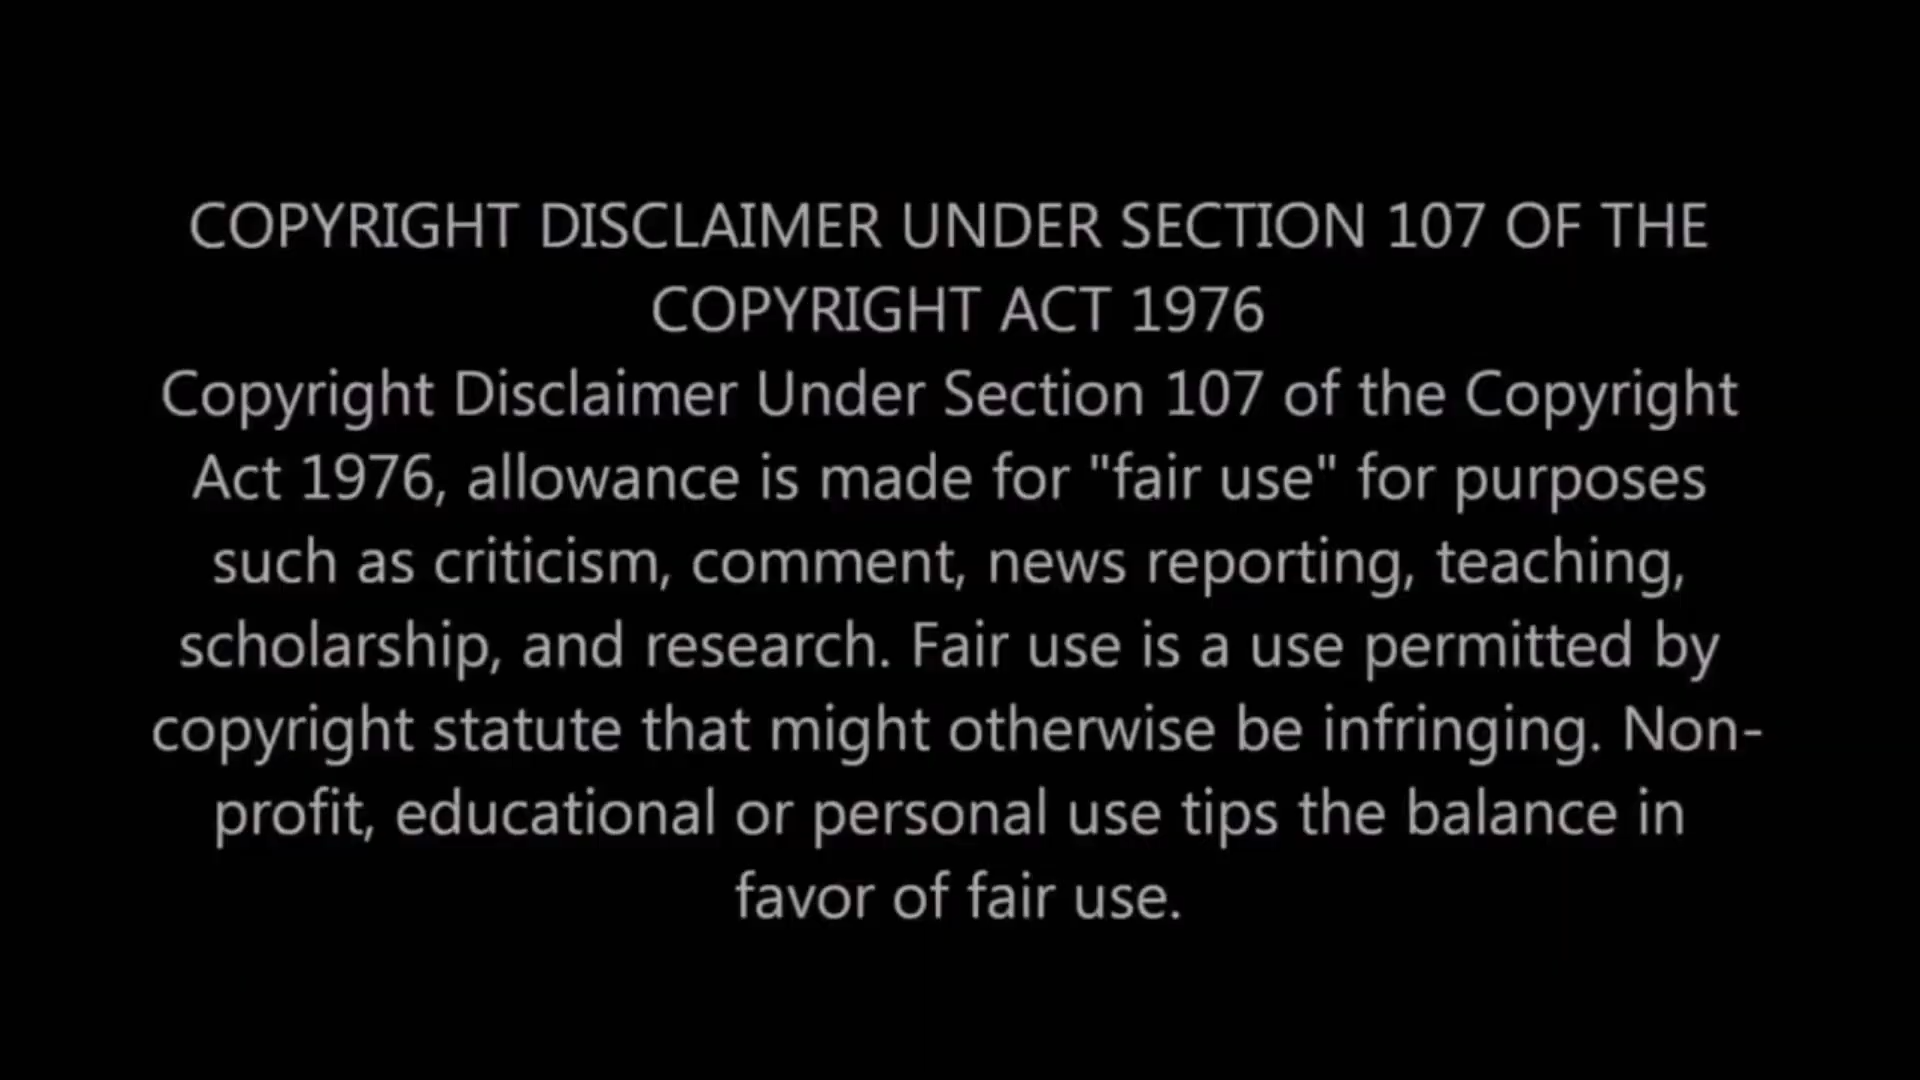 COPYRIGHT DISCLAIMER UNDER SECTION 107 OF THE
COPYRIGHT ACT 1976
Copyright Disclaimer Under Section 107 of the Copyright
Act 1976, allowance is made for "fair use" for purposes
such as criticism, comment, news reporting, teaching,
scholarship, and research. Fair use is a use permitted by
copyright statute that might otherwise be infringing. Non-
profit, educational or personal use tips the balance in
favor of fair use.